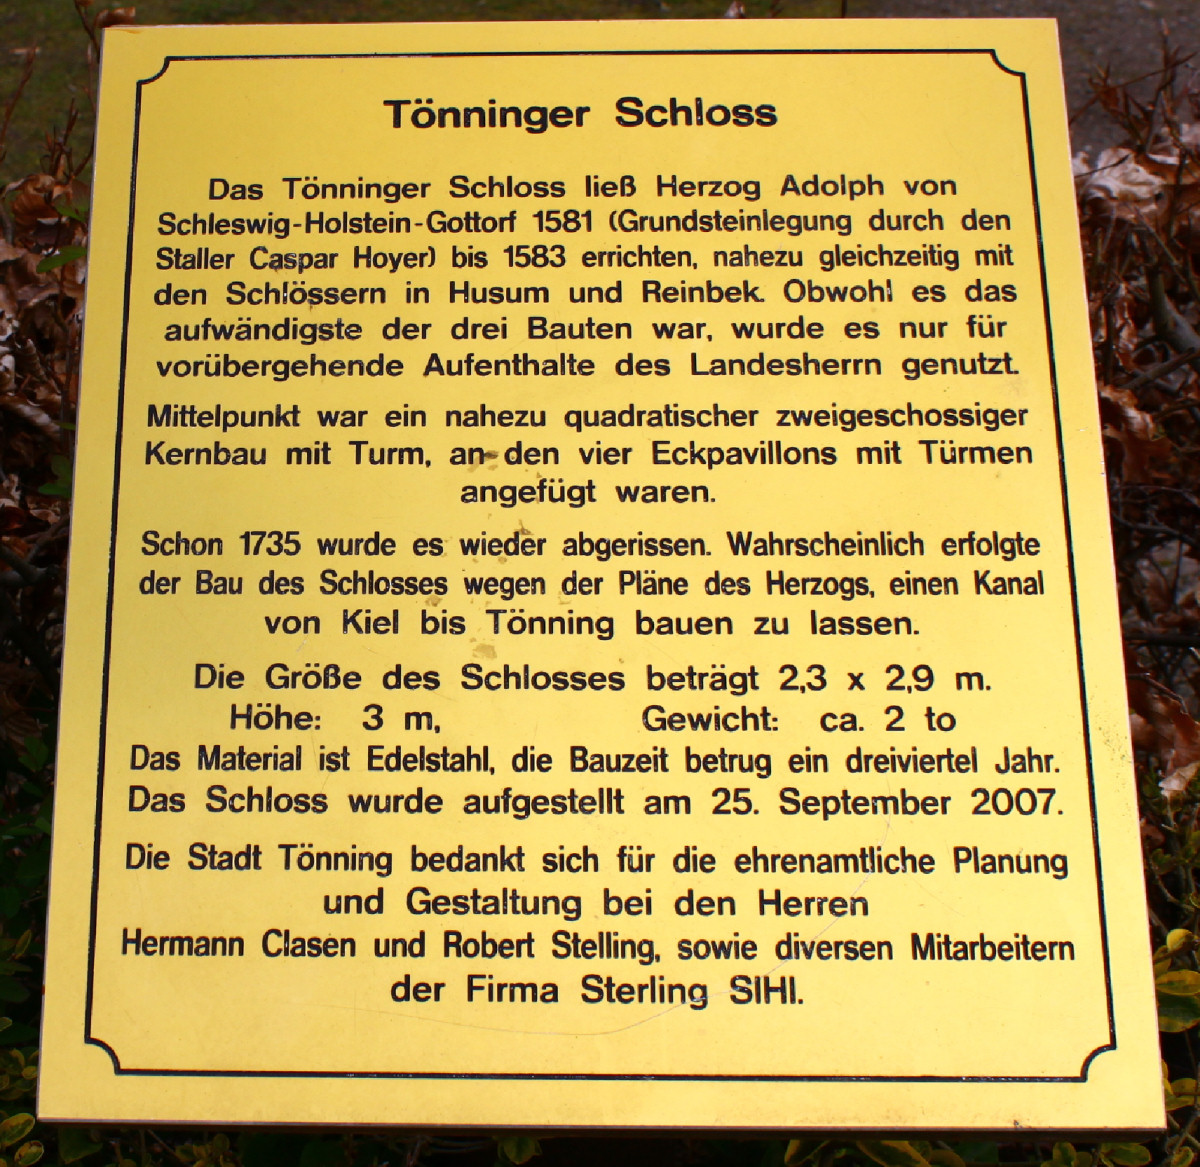 Tönninger Schloss
Das Tönninger Schloss ließ Herzog Adolph von
Schleswig-Holstein-Gottorf 1581 (Grundsteinlegung durch den
Staller Caspar Hoyer) bis 1583 errichten, nahezu gleichzeitig mit
den Schlössern in Husum und Reinbek. Obwohl es das
aufwändigste der drei Bauten war, wurde es nur für
vorübergehende Aufenthalte des Landesherrn genutzt.
Mittelpunkt war ein nahezu quadratischer zweigeschossiger
Kernbau mit Turm, an den vier Eckpavillons mit Türmen
angefügt waren.
Schon 1735 wurde es wieder abgerissen. Wahrscheinlich erfolgte
der Bau des Schlosses wegen der Pläne des Herzogs, einen Kanal
von Kiel bis Tönning bauen zu lassen.
Die Größe des Schlosses beträgt 2,3 x 2,9 m.
Höhe: 3 m, Gewicht: ca. 2 to
Das Material ist Edelstahl, die Bauzeit betrug ein dreiviertel Jahr.
Das Schloss wurde aufgestellt am 25. September 2007.
Die Stadt Tönning bedankt sich für die ehrenamtliche Planung
und Gestaltung bei den Herren
Hermann Clasen und Robert Stelling, sowie diversen Mitarbeitern
der Firma Sterling SIHI.